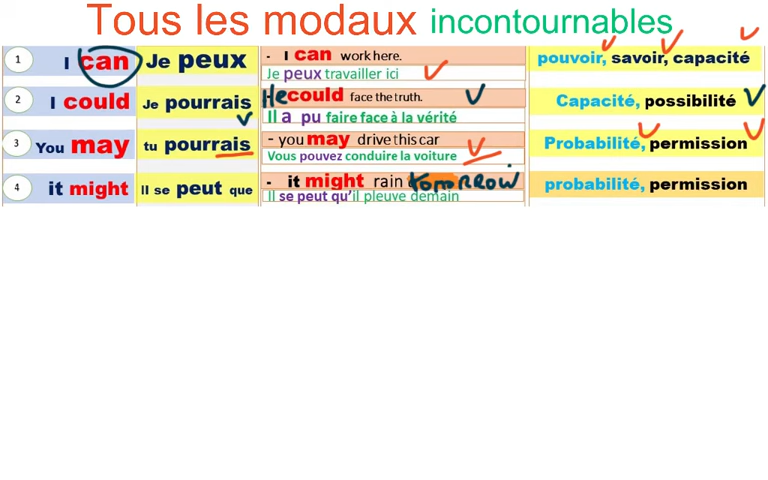 Tous les modaux incontournables
1 I can Je peux - I can work here. pouvoir, savoir, capacité
Je peux travailler ici
2 I could Je pourrais He could face the truth. Capacité, possibilité
Il a pu faire face à la vérité
3 You may tu pourrais - you may drive this car Probabilité, permission
Vous pouvez conduire la voiture
4 it might Il se peut que - it might rain tomorrow probabilité, permission
Il se peut qu'il pleuve demain